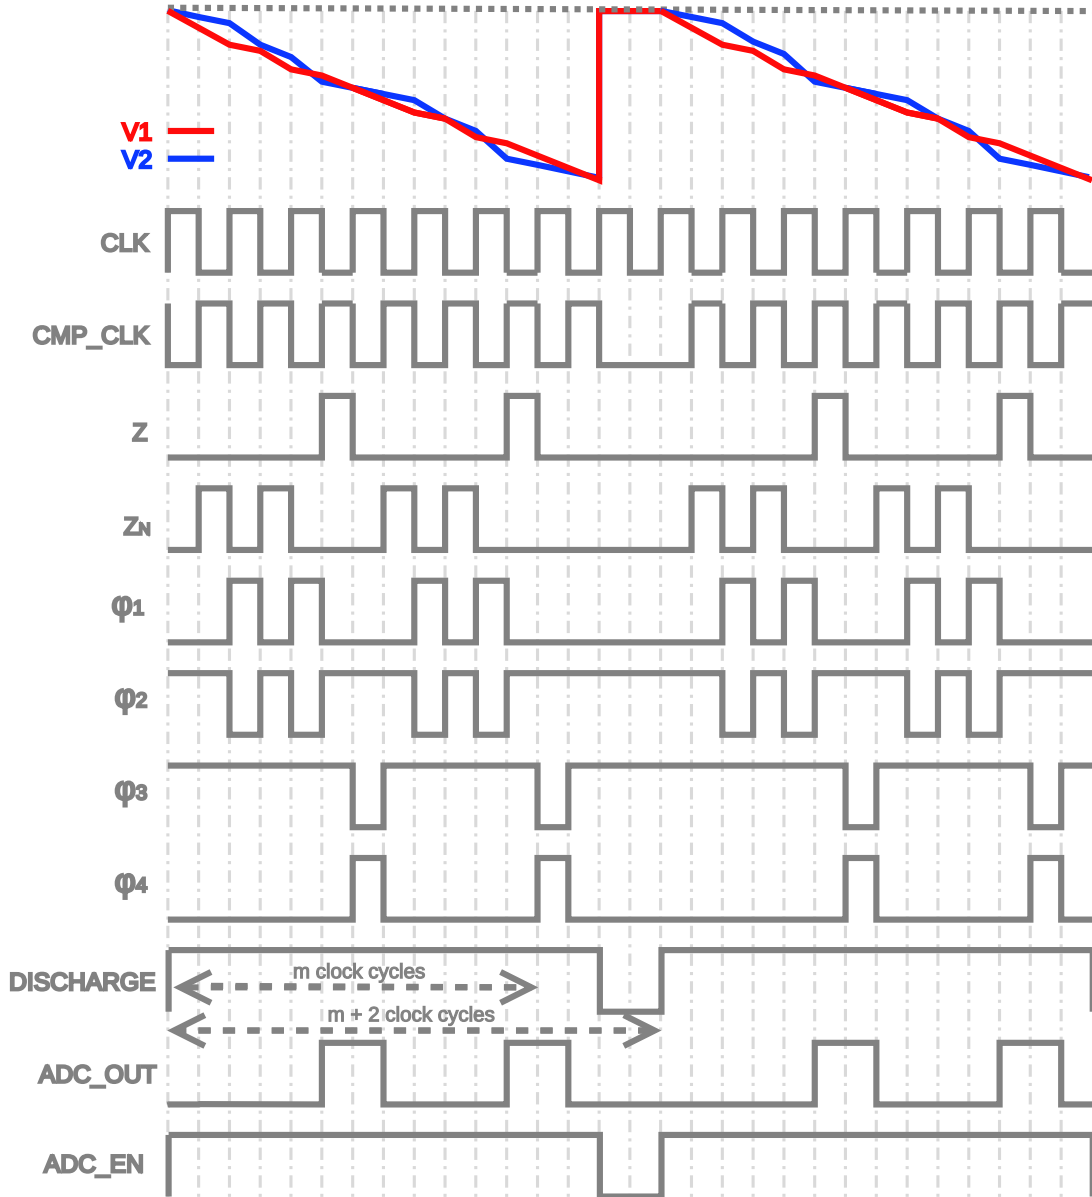 V1
V2
CLK
CMP_CLK
Z
ZN
φ1
φ2
φ3
φ4
DISCHARGE
m clock cycles
m + 2 clock cycles
ADC_OUT
ADC_EN